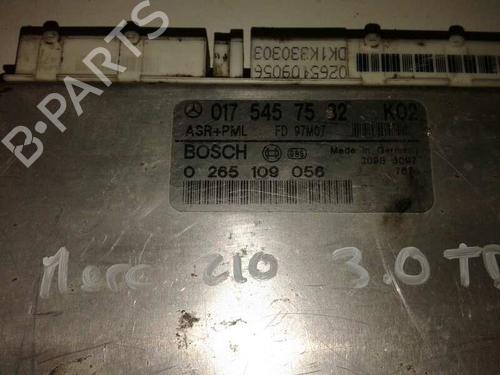 0265109056
DK1K330303
017 545 75 32 K02
ASR+PML FD 97M07
BOSCH
Made in Germany
0 265 109 056
Merc 210 3.0 TD
B-PARTS